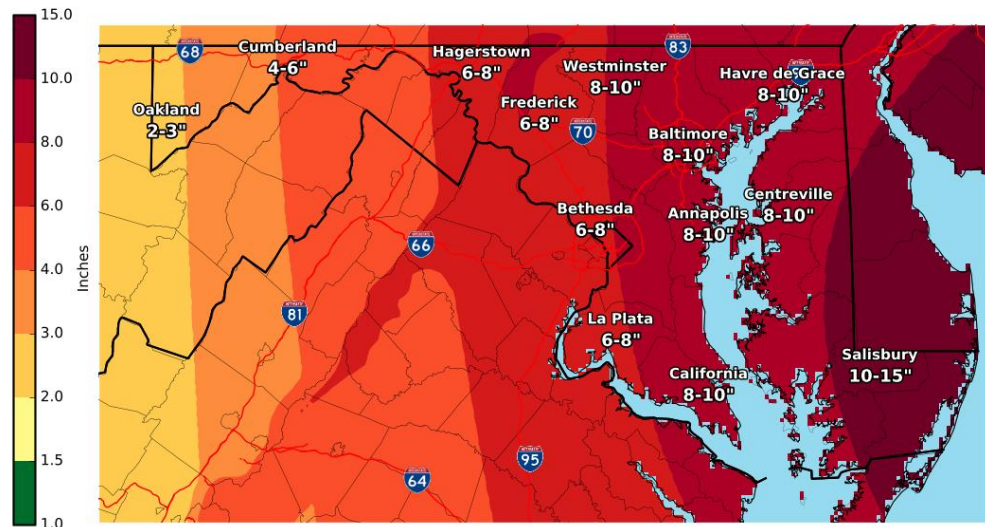 15.0
10.0
8.0
6.0
4.0
3.0
2.0
1.5
1.0
Inches
68
Cumberland
4-6"
Hagerstown
6-8"
83
Westminster
8-10"
Havre de Grace
8-10"
Oakland
2-3"
Frederick
6-8"
70
Baltimore
8-10"
Bethesda
6-8"
Annapolis
8-10"
Centreville
8-10"
66
81
La Plata
6-8"
California
8-10"
Salisbury
10-15"
64
95